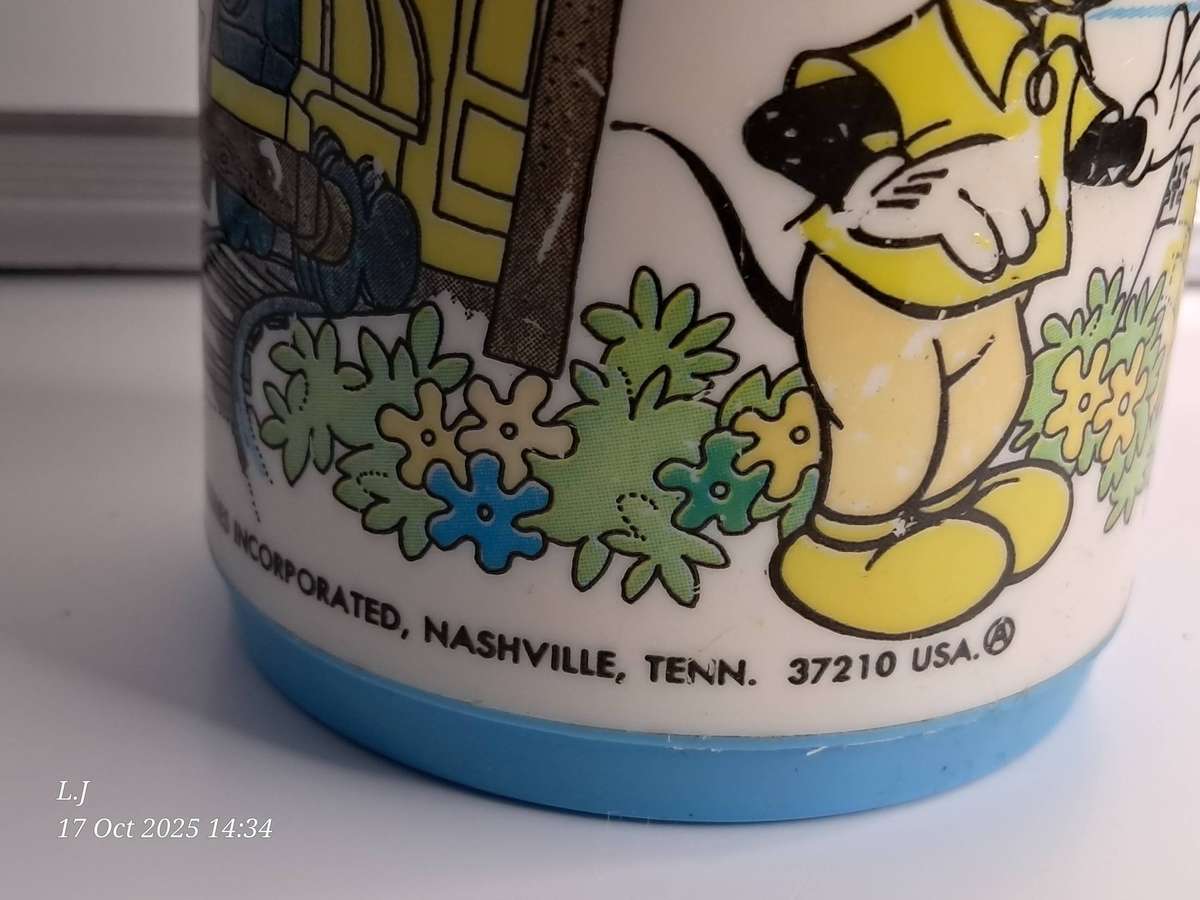 INCORPORATED, NASHVILLE, TENN. 37210 USA. Ⓐ
L.J
17 Oct 2025 14:34